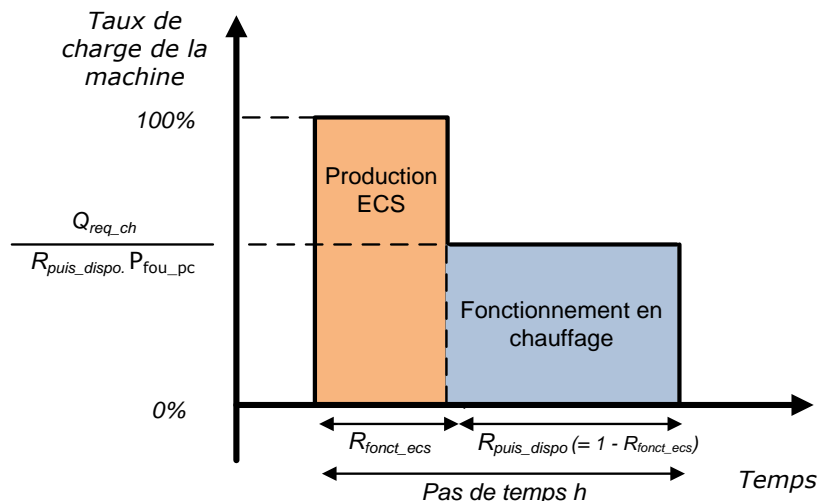 Taux de
charge de la
machine
100%
Production
ECS
Q_req_ch
R_puis_dispo. P_fou_pc
Fonctionnement en
chauffage
0%
R_fonct_ecs
R_puis_dispo (= 1 - R_fonct_ecs)
Pas de temps h
Temps